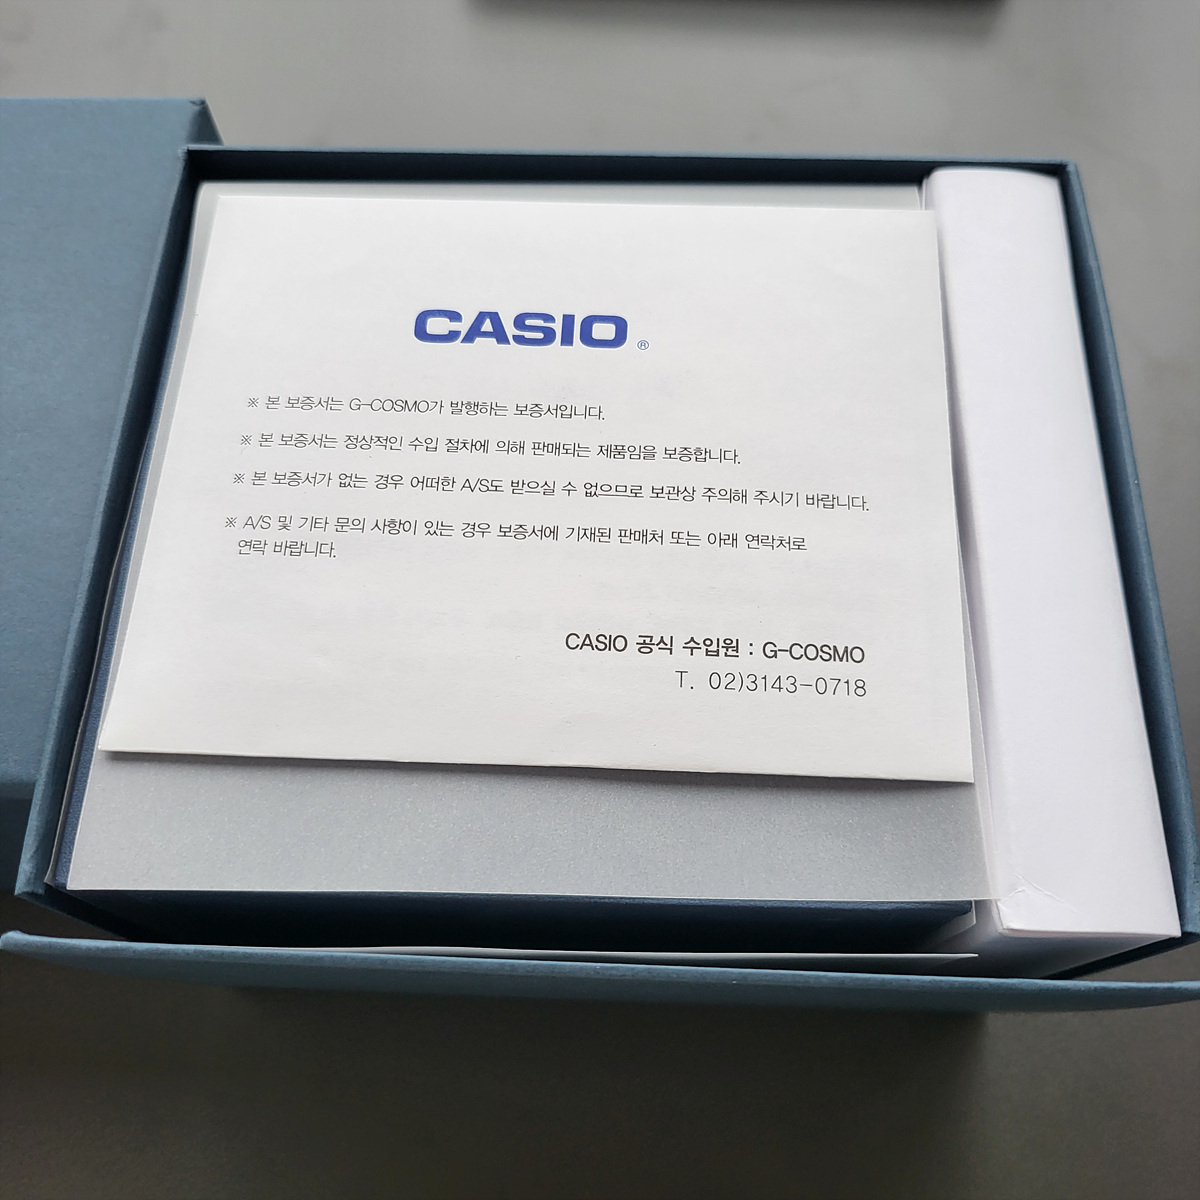 CASIO®
※ 본 보증서는 G-COSMO가 발행하는 보증서입니다.
※ 본 보증서는 정상적인 수입 절차에 의해 판매되는 제품임을 보증합니다.
※ 본 보증서가 없는 경우 어떠한 A/S도 받으실 수 없으므로 보관상 주의해 주시기 바랍니다.
※ A/S 및 기타 문의 사항이 있는 경우 보증서에 기재된 판매처 또는 아래 연락처로
연락 바랍니다.
CASIO 공식 수입원 : G-COSMO
T. 02)3143-0718